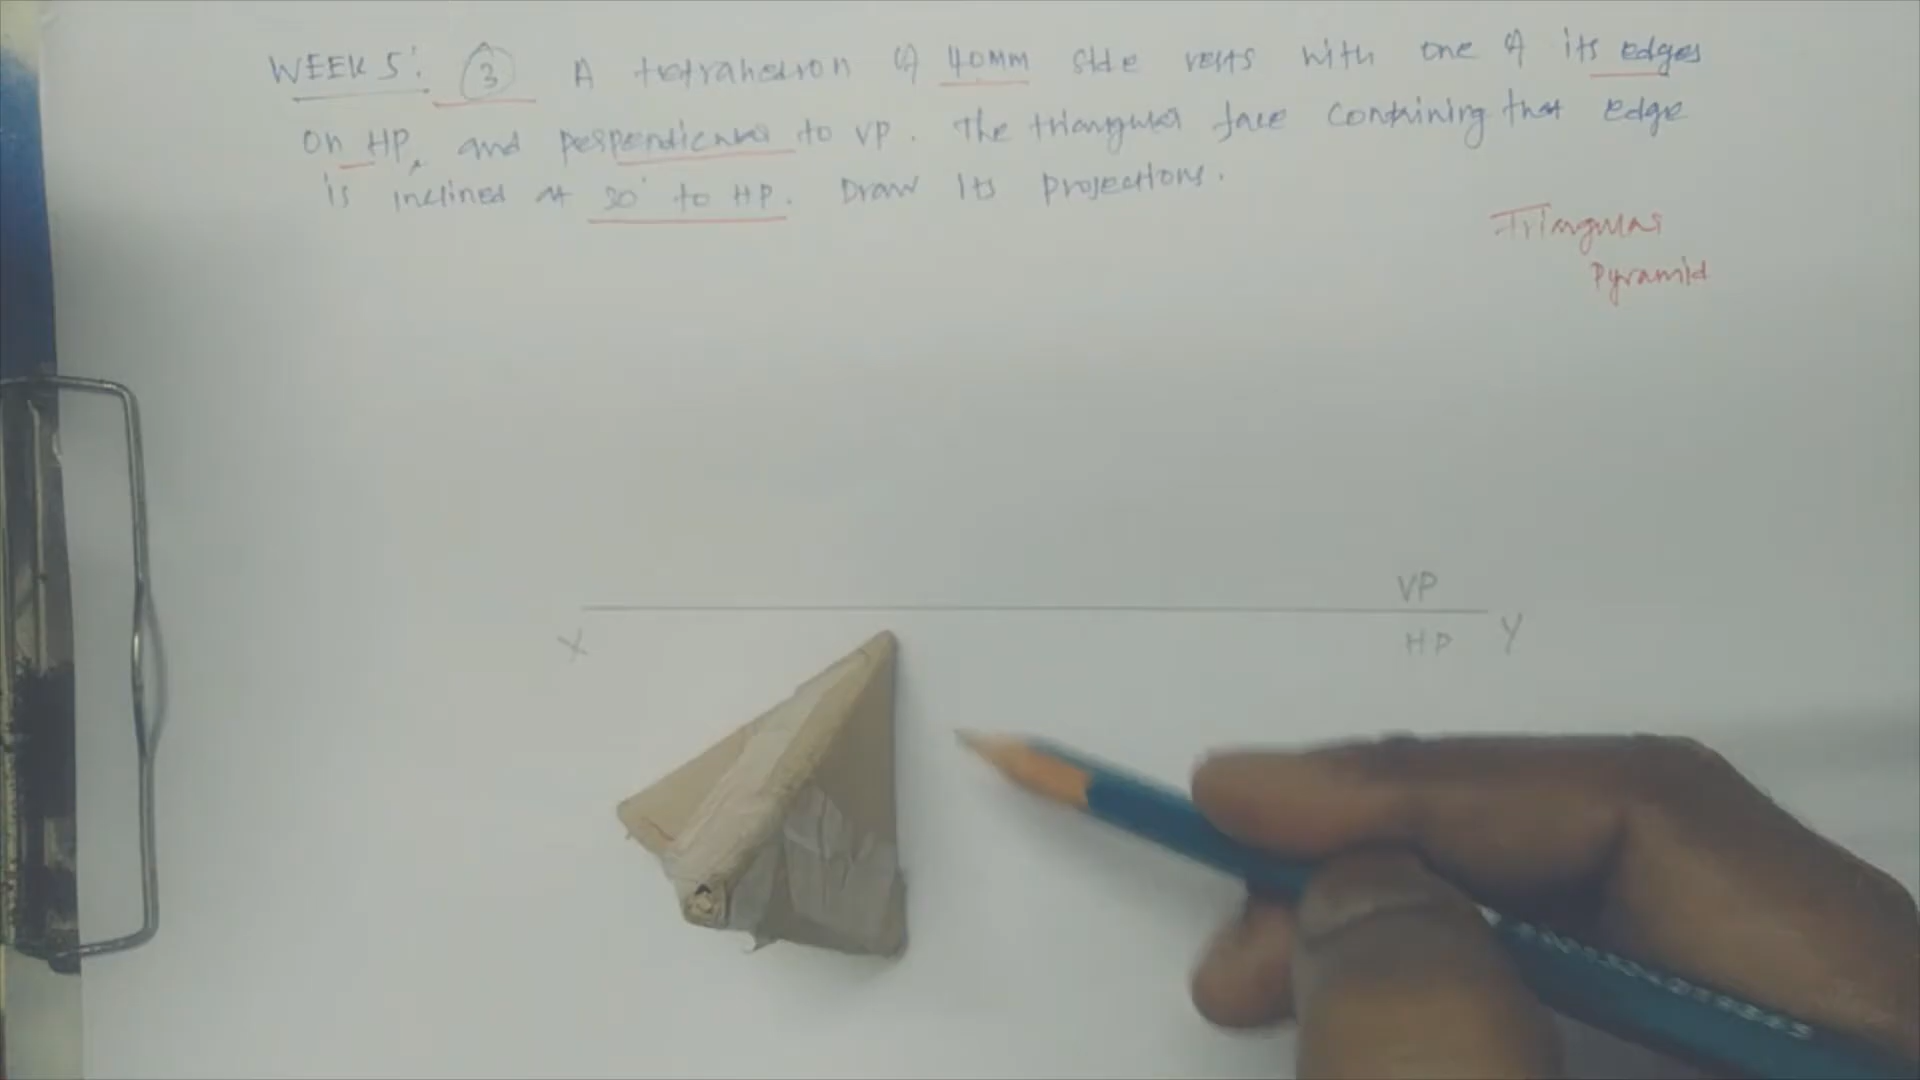 WEEK 5: 3 A tetrahedron of 40mm side rests with one of its edges
on HP, and perpendicular to VP. The triangular face containing that edge
is inclined at 30° to HP. Draw its projections.
Triangular
Pyramid
VP
X HP Y